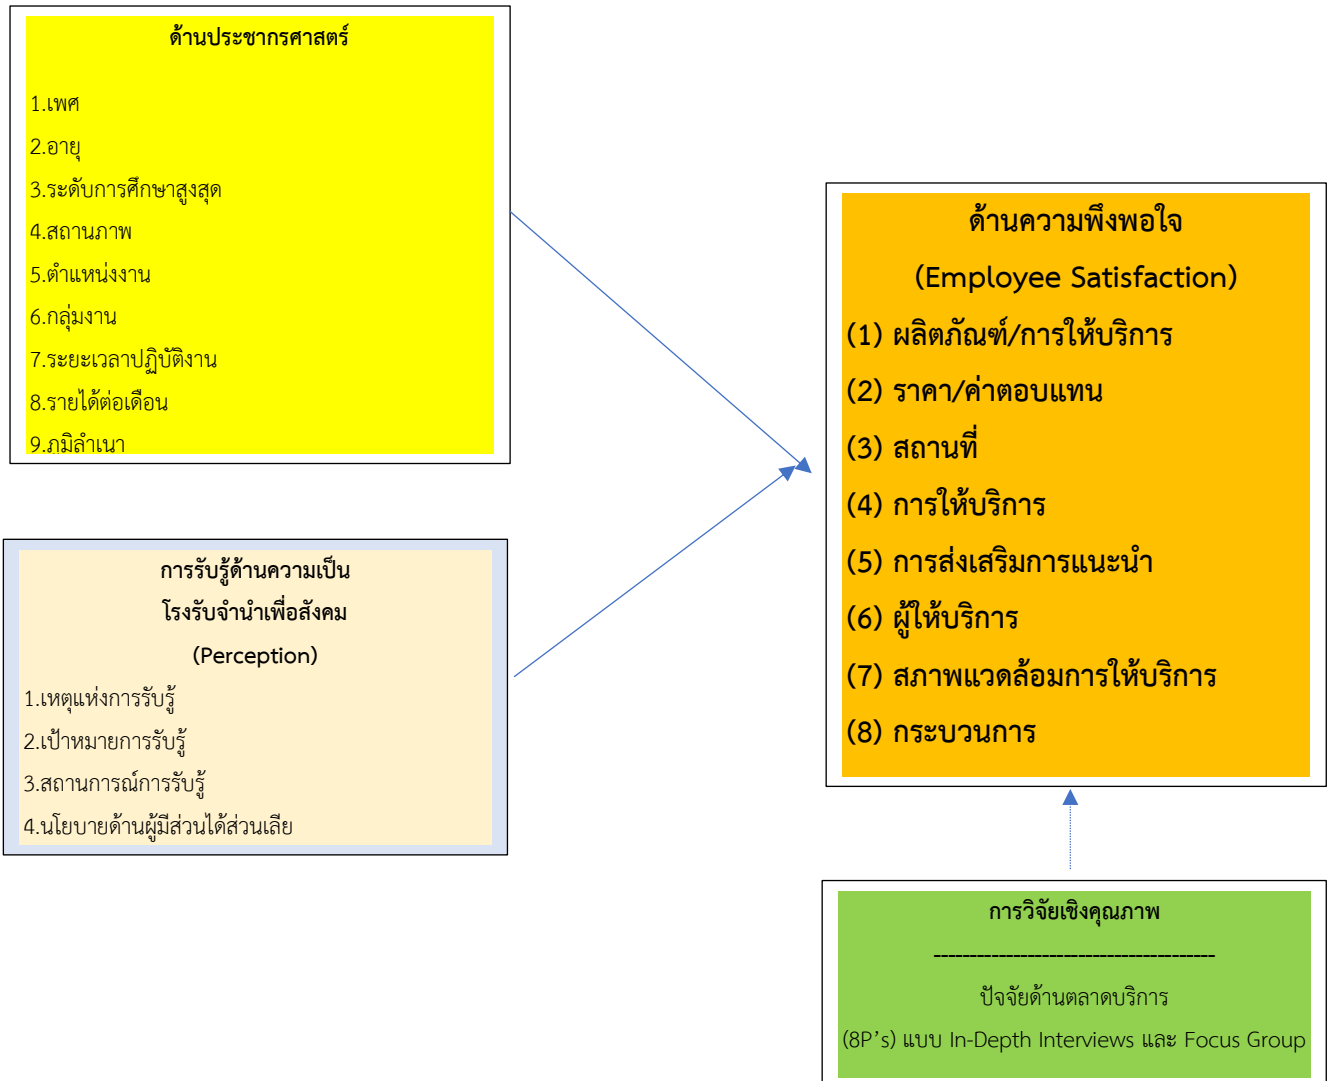 ด้านประชากรศาสตร์
1.เพศ
2.อายุ
3.ระดับการศึกษาสูงสุด
4.สถานภาพ
5.ตำแหน่งงาน
6.กลุ่มงาน
7.ระยะเวลาปฏิบัติงาน
8.รายได้ต่อเดือน
9.ภูมิลำเนา
การรับรู้ด้านความเป็น
โรงรับจำนำเพื่อสังคม
(Perception)
1.เหตุแห่งการรับรู้
2.เป้าหมายการรับรู้
3.สถานการณ์การรับรู้
4.นโยบายด้านผู้มีส่วนได้ส่วนเลีย
ด้านความพึงพอใจ
(Employee Satisfaction)
(1) ผลิตภัณฑ์/การให้บริการ
(2) ราคา/ค่าตอบแทน
(3) สถานที่
(4) การให้บริการ
(5) การส่งเสริมการแนะนำ
(6) ผู้ให้บริการ
(7) สภาพแวดล้อมการให้บริการ
(8) กระบวนการ
การวิจัยเชิงคุณภาพ
---------------------------------------
ปัจจัยด้านตลาดบริการ
(8P’s) แบบ In-Depth Interviews และ Focus Group